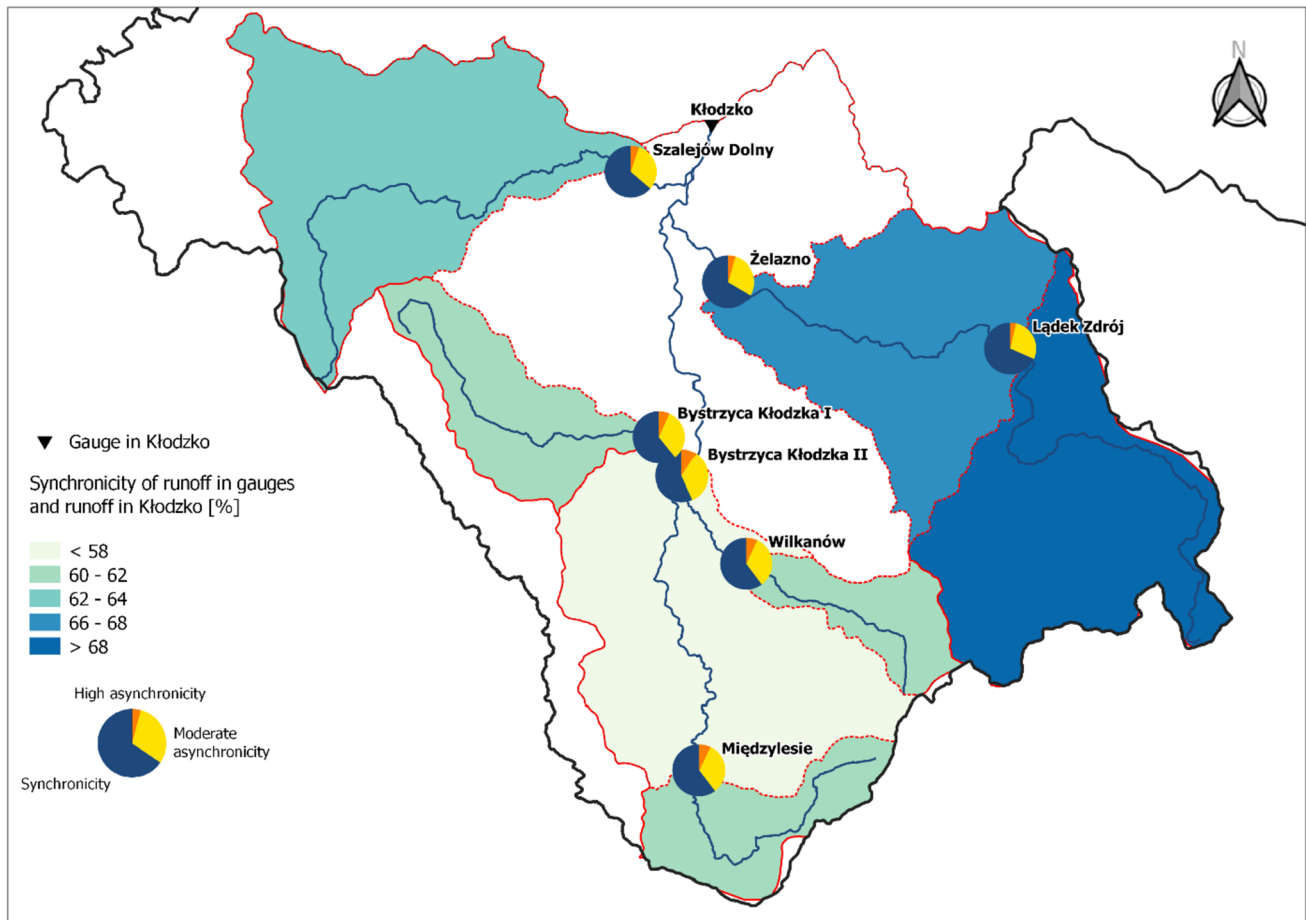 N
Kłodzko
Szalejów Dolny
Żelazno
Lądek Zdrój
Bystrzyca Kłodzka I
Bystrzyca Kłodzka II
Wilkanów
Międzylesie
Gauge in Kłodzko
Synchronicity of runoff in gauges
and runoff in Kłodzko [%]
< 58
60 - 62
62 - 64
66 - 68
> 68
High asynchronicity
Moderate
asynchronicity
Synchronicity